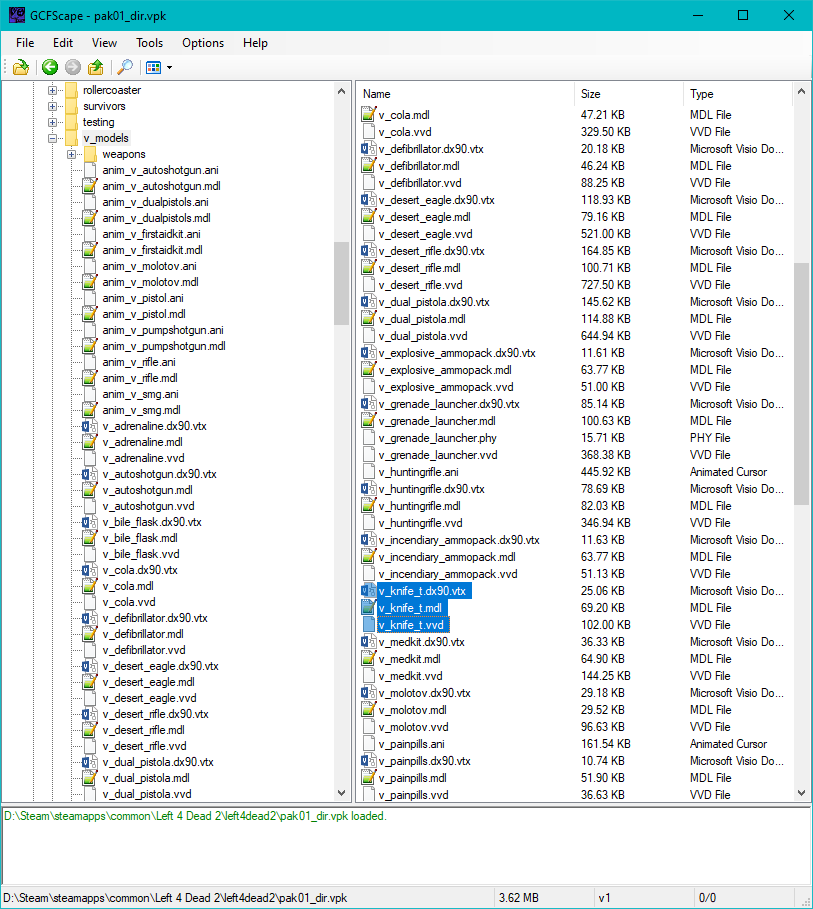 GCFScape - pak01_dir.vpk
File Edit View Tools Options Help
rollercoaster
survivors
testing
v_models
weapons
anim_v_autoshotgun.ani
anim_v_autoshotgun.mdl
anim_v_dualpistols.ani
anim_v_dualpistols.mdl
anim_v_firstaidkit.ani
anim_v_firstaidkit.mdl
anim_v_molotov.ani
anim_v_molotov.mdl
anim_v_pistol.ani
anim_v_pistol.mdl
anim_v_pumpshotgun.ani
anim_v_pumpshotgun.mdl
anim_v_rifle.ani
anim_v_rifle.mdl
anim_v_smg.ani
anim_v_smg.mdl
v_adrenaline.dx90.vtx
v_adrenaline.mdl
v_adrenaline.vvd
v_autoshotgun.dx90.vtx
v_autoshotgun.mdl
v_autoshotgun.vvd
v_bile_flask.dx90.vtx
v_bile_flask.mdl
v_bile_flask.vvd
v_cola.dx90.vtx
v_cola.mdl
v_cola.vvd
v_defibrillator.dx90.vtx
v_defibrillator.mdl
v_defibrillator.vvd
v_desert_eagle.dx90.vtx
v_desert_eagle.mdl
v_desert_eagle.vvd
v_desert_rifle.dx90.vtx
v_desert_rifle.mdl
v_desert_rifle.vvd
v_dual_pistola.dx90.vtx
v_dual_pistola.mdl
v_dual_pistola.vvd
Name Size Type
v_cola.mdl 47.21 KB MDL File
v_cola.vvd 329.50 KB VVD File
v_defibrillator.dx90.vtx 20.18 KB Microsoft Visio Do...
v_defibrillator.mdl 46.24 KB MDL File
v_defibrillator.vvd 88.25 KB VVD File
v_desert_eagle.dx90.vtx 118.93 KB Microsoft Visio Do...
v_desert_eagle.mdl 79.16 KB MDL File
v_desert_eagle.vvd 521.00 KB VVD File
v_desert_rifle.dx90.vtx 164.85 KB Microsoft Visio Do...
v_desert_rifle.mdl 100.71 KB MDL File
v_desert_rifle.vvd 727.50 KB VVD File
v_dual_pistola.dx90.vtx 145.62 KB Microsoft Visio Do...
v_dual_pistola.mdl 114.88 KB MDL File
v_dual_pistola.vvd 644.94 KB VVD File
v_explosive_ammopack.dx90.vtx 11.61 KB Microsoft Visio Do...
v_explosive_ammopack.mdl 63.77 KB MDL File
v_explosive_ammopack.vvd 51.00 KB VVD File
v_grenade_launcher.dx90.vtx 85.14 KB Microsoft Visio Do...
v_grenade_launcher.mdl 100.63 KB MDL File
v_grenade_launcher.phy 15.71 KB PHY File
v_grenade_launcher.vvd 368.38 KB VVD File
v_huntingrifle.ani 445.92 KB Animated Cursor
v_huntingrifle.dx90.vtx 78.69 KB Microsoft Visio Do...
v_huntingrifle.mdl 82.03 KB MDL File
v_huntingrifle.vvd 346.94 KB VVD File
v_incendiary_ammopack.dx90.vtx 11.63 KB Microsoft Visio Do...
v_incendiary_ammopack.mdl 63.77 KB MDL File
v_incendiary_ammopack.vvd 51.13 KB VVD File
v_knife_t.dx90.vtx 25.06 KB Microsoft Visio Do...
v_knife_t.mdl 69.20 MB MDL File
v_knife_t.vvd 102.00 KB VVD File
v_medkit.dx90.vtx 36.33 KB Microsoft Visio Do...
v_medkit.mdl 64.90 KB MDL File
v_medkit.vvd 144.25 KB VVD File
v_molotov.dx90.vtx 29.18 KB Microsoft Visio Do...
v_molotov.mdl 29.52 KB MDL File
v_molotov.vvd 96.63 KB VVD File
v_painpills.ani 161.54 KB Animated Cursor
v_painpills.dx90.vtx 10.74 KB Microsoft Visio Do...
v_painpills.mdl 51.90 KB MDL File
v_painpills.vvd 36.63 KB VVD File
D:\Steam\steamapps\common\Left 4 Dead 2\left4dead2\pak01_dir.vpk loaded.
D:\Steam\steamapps\common\Left 4 Dead 2\left4dead2\pak01_dir.vpk 3.62 MB v1 0/0